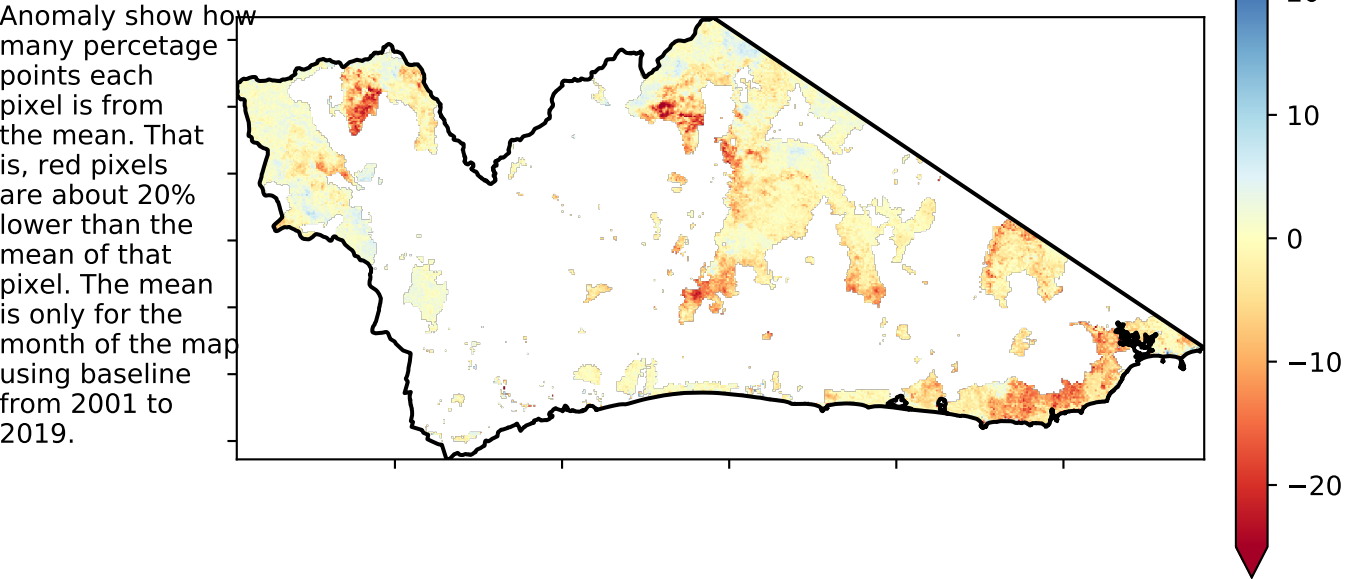 Anomaly show how
many percetage
points each
pixel is from
the mean. That
is, red pixels
are about 20%
lower than the
mean of that
pixel. The mean
is only for the
month of the map
using baseline
from 2001 to
2019.
10
0
−10
−20